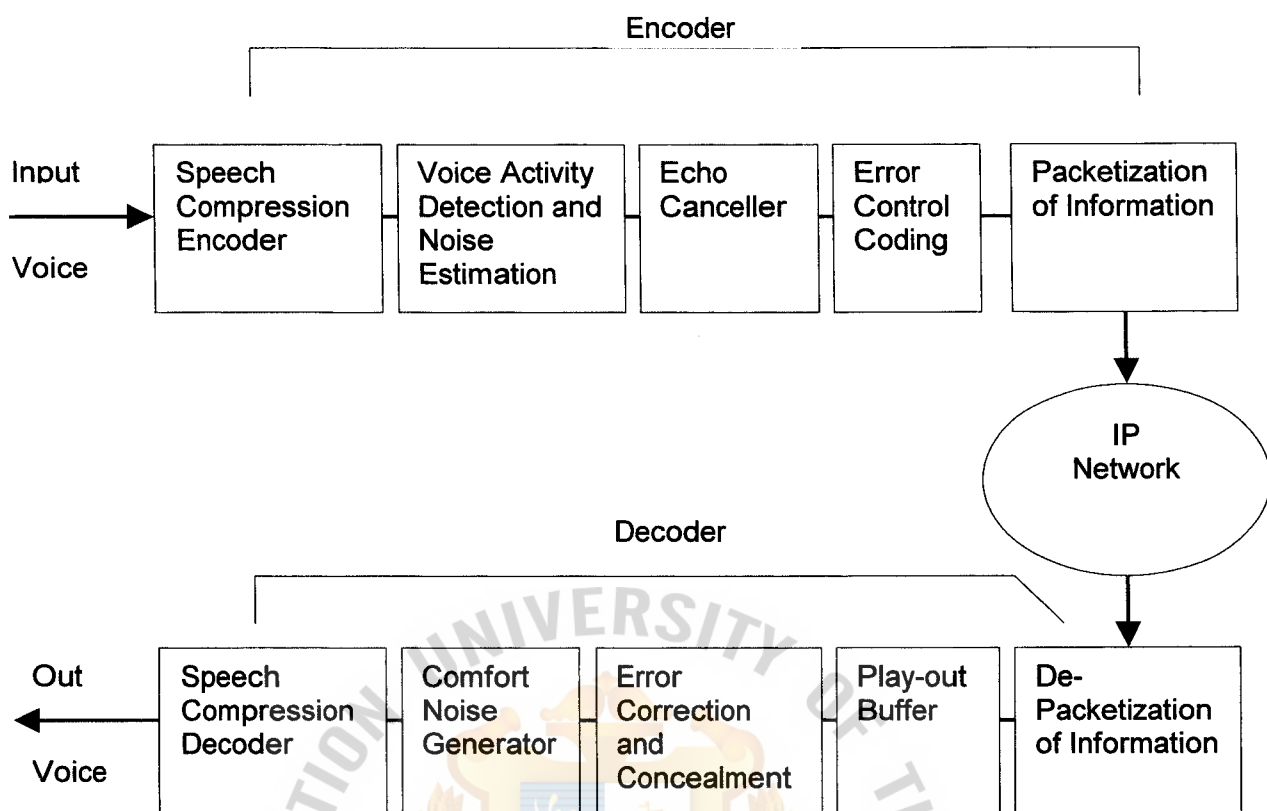 Encoder
Input
Voice
Speech
Compression
Encoder
Voice Activity
Detection and
Noise
Estimation
Echo
Canceller
Error
Control
Coding
Packetization
of Information
IP
Network
Decoder
Out
Voice
Speech
Compression
Decoder
Comfort
Noise
Generator
Error
Correction
and
Concealment
Play-out
Buffer
De-
Packetization
of Information
UNIVERSITY OF